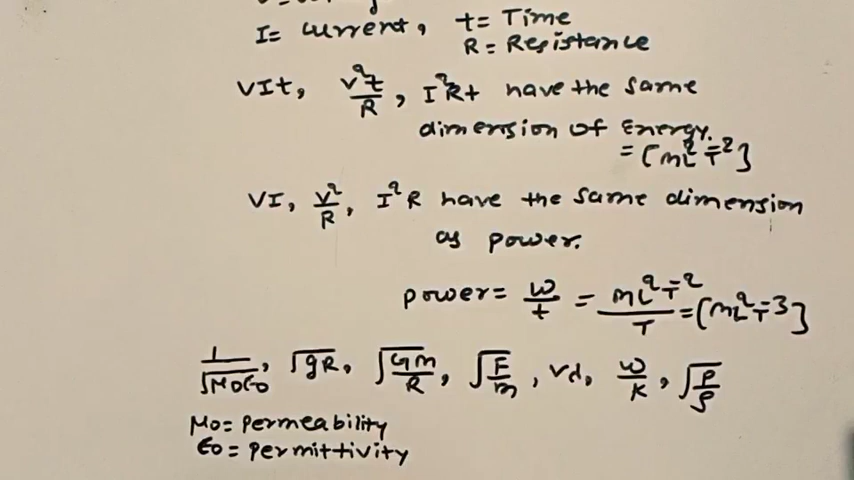 I= current, t= Time
R= Resistance
VIt, V²t/R, I²Rt have the same
dimension of Energy.
= [ML²T⁻²]
VI, V²/R, I²R have the same dimension
as power.
power= W/t = ML²T⁻²/T =[ML²T⁻³]
1/√μ₀ε₀, √gR, √GM/R, √F/m, vd, ω/K, √P/ρ
μ₀= permeability
ε₀= permittivity